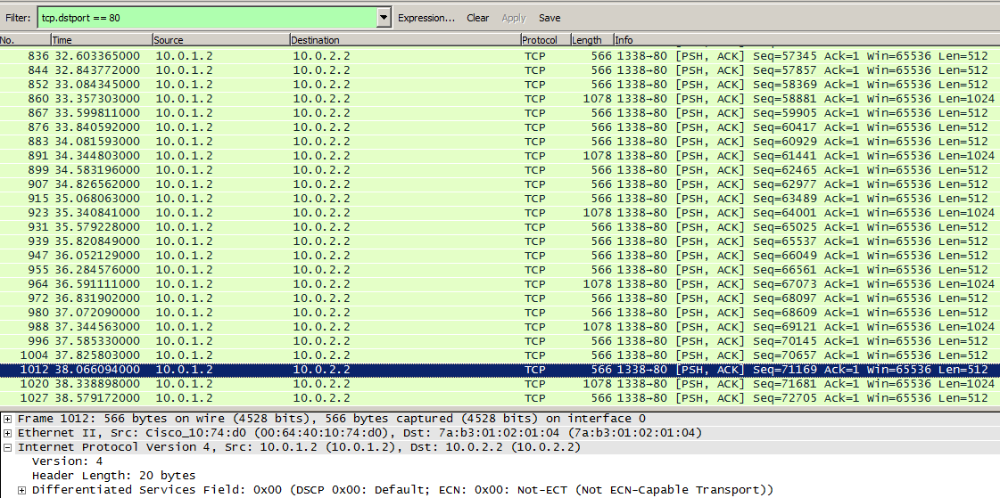 Filter: tcp.dstport == 80 Expression... Clear Apply Save
No. Time Source Destination Protocol Length Info
836 32.603365000 10.0.1.2 10.0.2.2 TCP 566 1338→80 [PSH, ACK] Seq=57345 Ack=1 Win=65536 Len=512
844 32.843772000 10.0.1.2 10.0.2.2 TCP 566 1338→80 [PSH, ACK] Seq=57857 Ack=1 Win=65536 Len=512
852 33.084345000 10.0.1.2 10.0.2.2 TCP 566 1338→80 [PSH, ACK] Seq=58369 Ack=1 Win=65536 Len=512
860 33.357303000 10.0.1.2 10.0.2.2 TCP 1078 1338→80 [PSH, ACK] Seq=58881 Ack=1 Win=65536 Len=1024
867 33.599811000 10.0.1.2 10.0.2.2 TCP 566 1338→80 [PSH, ACK] Seq=59905 Ack=1 Win=65536 Len=512
876 33.840592000 10.0.1.2 10.0.2.2 TCP 566 1338→80 [PSH, ACK] Seq=60417 Ack=1 Win=65536 Len=512
883 34.081593000 10.0.1.2 10.0.2.2 TCP 566 1338→80 [PSH, ACK] Seq=60929 Ack=1 Win=65536 Len=512
891 34.344803000 10.0.1.2 10.0.2.2 TCP 1078 1338→80 [PSH, ACK] Seq=61441 Ack=1 Win=65536 Len=1024
899 34.583196000 10.0.1.2 10.0.2.2 TCP 566 1338→80 [PSH, ACK] Seq=62465 Ack=1 Win=65536 Len=512
907 34.826562000 10.0.1.2 10.0.2.2 TCP 566 1338→80 [PSH, ACK] Seq=62977 Ack=1 Win=65536 Len=512
915 35.068063000 10.0.1.2 10.0.2.2 TCP 566 1338→80 [PSH, ACK] Seq=63489 Ack=1 Win=65536 Len=512
923 35.340841000 10.0.1.2 10.0.2.2 TCP 1078 1338→80 [PSH, ACK] Seq=64001 Ack=1 Win=65536 Len=1024
931 35.579228000 10.0.1.2 10.0.2.2 TCP 566 1338→80 [PSH, ACK] Seq=65025 Ack=1 Win=65536 Len=512
939 35.820849000 10.0.1.2 10.0.2.2 TCP 566 1338→80 [PSH, ACK] Seq=65537 Ack=1 Win=65536 Len=512
947 36.052129000 10.0.1.2 10.0.2.2 TCP 566 1338→80 [PSH, ACK] Seq=66049 Ack=1 Win=65536 Len=512
955 36.284576000 10.0.1.2 10.0.2.2 TCP 566 1338→80 [PSH, ACK] Seq=66561 Ack=1 Win=65536 Len=512
964 36.591111000 10.0.1.2 10.0.2.2 TCP 1078 1338→80 [PSH, ACK] Seq=67073 Ack=1 Win=65536 Len=1024
972 36.831902000 10.0.1.2 10.0.2.2 TCP 566 1338→80 [PSH, ACK] Seq=68097 Ack=1 Win=65536 Len=512
980 37.072090000 10.0.1.2 10.0.2.2 TCP 566 1338→80 [PSH, ACK] Seq=68609 Ack=1 Win=65536 Len=512
988 37.344563000 10.0.1.2 10.0.2.2 TCP 1078 1338→80 [PSH, ACK] Seq=69121 Ack=1 Win=65536 Len=1024
996 37.585330000 10.0.1.2 10.0.2.2 TCP 566 1338→80 [PSH, ACK] Seq=70145 Ack=1 Win=65536 Len=512
1004 37.825803000 10.0.1.2 10.0.2.2 TCP 566 1338→80 [PSH, ACK] Seq=70657 Ack=1 Win=65536 Len=512
1012 38.066094000 10.0.1.2 10.0.2.2 TCP 566 1338→80 [PSH, ACK] Seq=71169 Ack=1 Win=65536 Len=512
1020 38.338898000 10.0.1.2 10.0.2.2 TCP 1078 1338→80 [PSH, ACK] Seq=71681 Ack=1 Win=65536 Len=1024
1027 38.579172000 10.0.1.2 10.0.2.2 TCP 566 1338→80 [PSH, ACK] Seq=72705 Ack=1 Win=65536 Len=512
Frame 1012: 566 bytes on wire (4528 bits), 566 bytes captured (4528 bits) on interface 0
Ethernet II, Src: Cisco_10:74:d0 (00:64:40:10:74:d0), Dst: 7a:b3:01:02:01:04 (7a:b3:01:02:01:04)
Internet Protocol Version 4, Src: 10.0.1.2 (10.0.1.2), Dst: 10.0.2.2 (10.0.2.2)
Version: 4
Header Length: 20 bytes
Differentiated Services Field: 0x00 (DSCP 0x00: Default; ECN: 0x00: Not-ECT (Not ECN-Capable Transport))